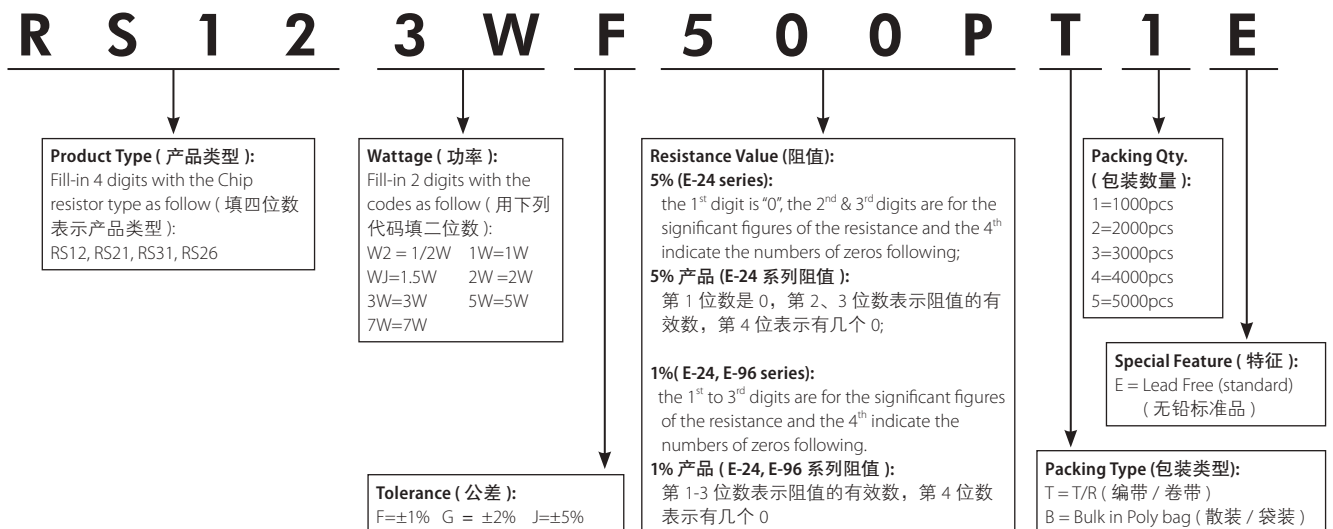 R S 1 2 3 W F 5 0 0 P T 1 E
Product Type ( 产品类型 ):
Fill-in 4 digits with the Chip
resistor type as follow ( 填四位数
表示产品类型 ):
RS12, RS21, RS31, RS26
Wattage ( 功率 ):
Fill-in 2 digits with the
codes as follow ( 用下列
代码填二位数 ):
W2 = 1/2W 1W=1W
WJ=1.5W 2W =2W
3W=3W 5W=5W
7W=7W
Tolerance ( 公差 ):
F=±1% G = ±2% J=±5%
Resistance Value (阻值):
5% (E-24 series):
the 1st digit is “0”, the 2nd & 3rd digits are for the
significant figures of the resistance and the 4th
indicate the numbers of zeros following;
5% 产品 (E-24 系列阻值 ):
第 1 位数是 0，第 2、3 位数表示阻值的有
效数，第 4 位表示有几个 0;
1%( E-24, E-96 series):
the 1st to 3rd digits are for the significant figures
of the resistance and the 4th indicate the
numbers of zeros following.
1% 产品 ( E-24, E-96 系列阻值 ):
第 1-3 位数表示阻值的有效数，第 4 位数
表示有几个 0
Packing Qty.
( 包装数量 ):
1=1000pcs
2=2000pcs
3=3000pcs
4=4000pcs
5=5000pcs
Special Feature ( 特征 ):
E = Lead Free (standard)
( 无铅标准品 )
Packing Type (包装类型):
T = T/R ( 编带 / 卷带 )
B = Bulk in Poly bag ( 散装 / 袋装 )